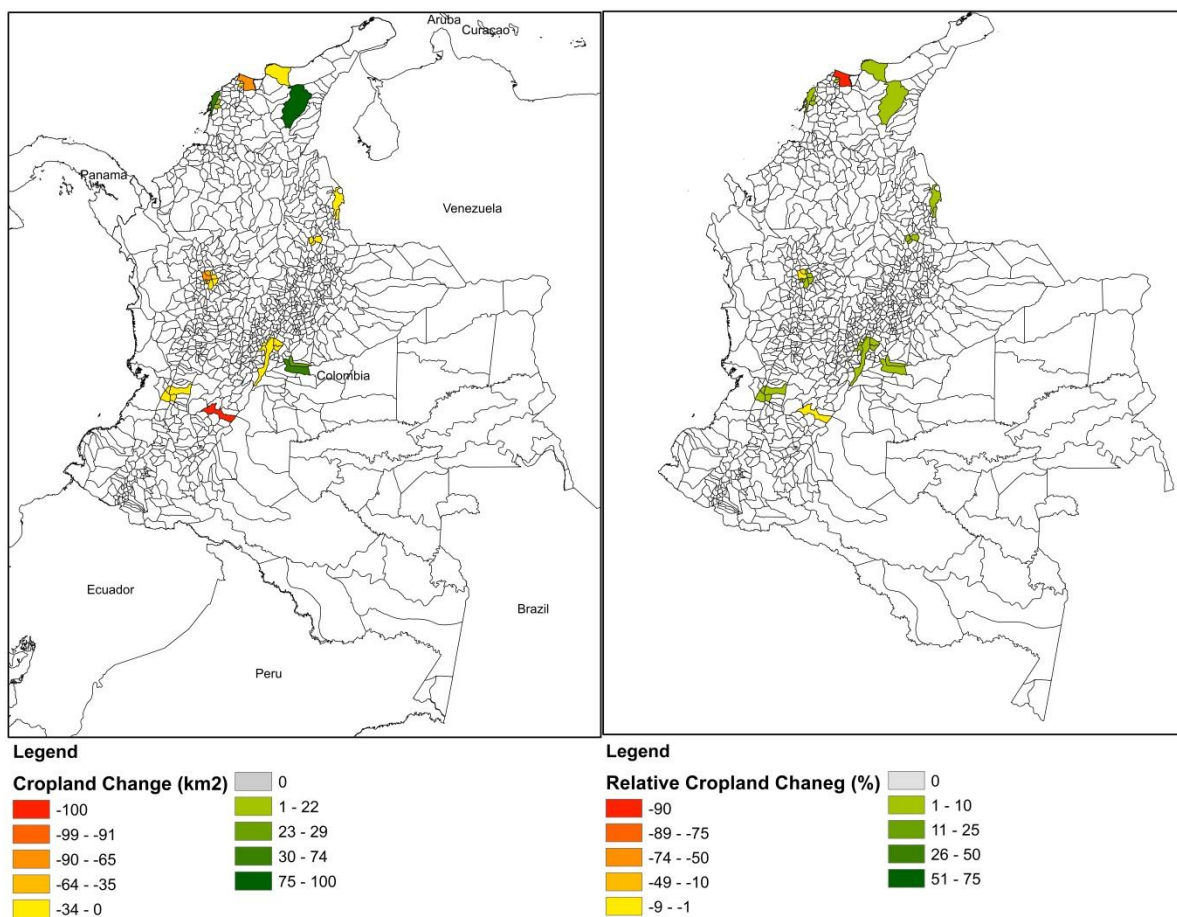 Aruba
Curaçao
Panama
Venezuela
Colombia
Ecuador
Brazil
Peru
Legend
Cropland Change (km2)
-100
-99 - -91
-90 - -65
-64 - -35
-34 - 0
0
1 - 22
23 - 29
30 - 74
75 - 100
Legend
Relative Cropland Chaneg (%)
-90
-89 - -75
-74 - -50
-49 - -10
-9 - -1
0
1 - 10
11 - 25
26 - 50
51 - 75